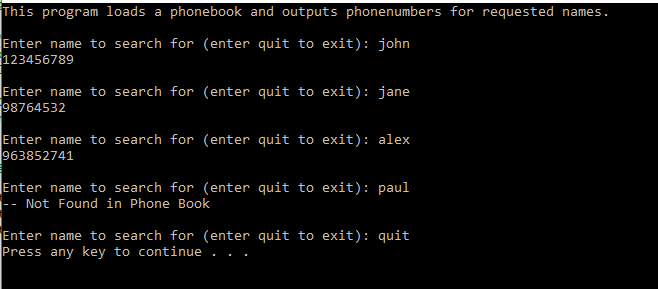 This program loads a phonebook and outputs phonenumbers for requested names.
Enter name to search for (enter quit to exit): john
123456789
Enter name to search for (enter quit to exit): jane
98764532
Enter name to search for (enter quit to exit): alex
963852741
Enter name to search for (enter quit to exit): paul
-- Not Found in Phone Book
Enter name to search for (enter quit to exit): quit
Press any key to continue . . .